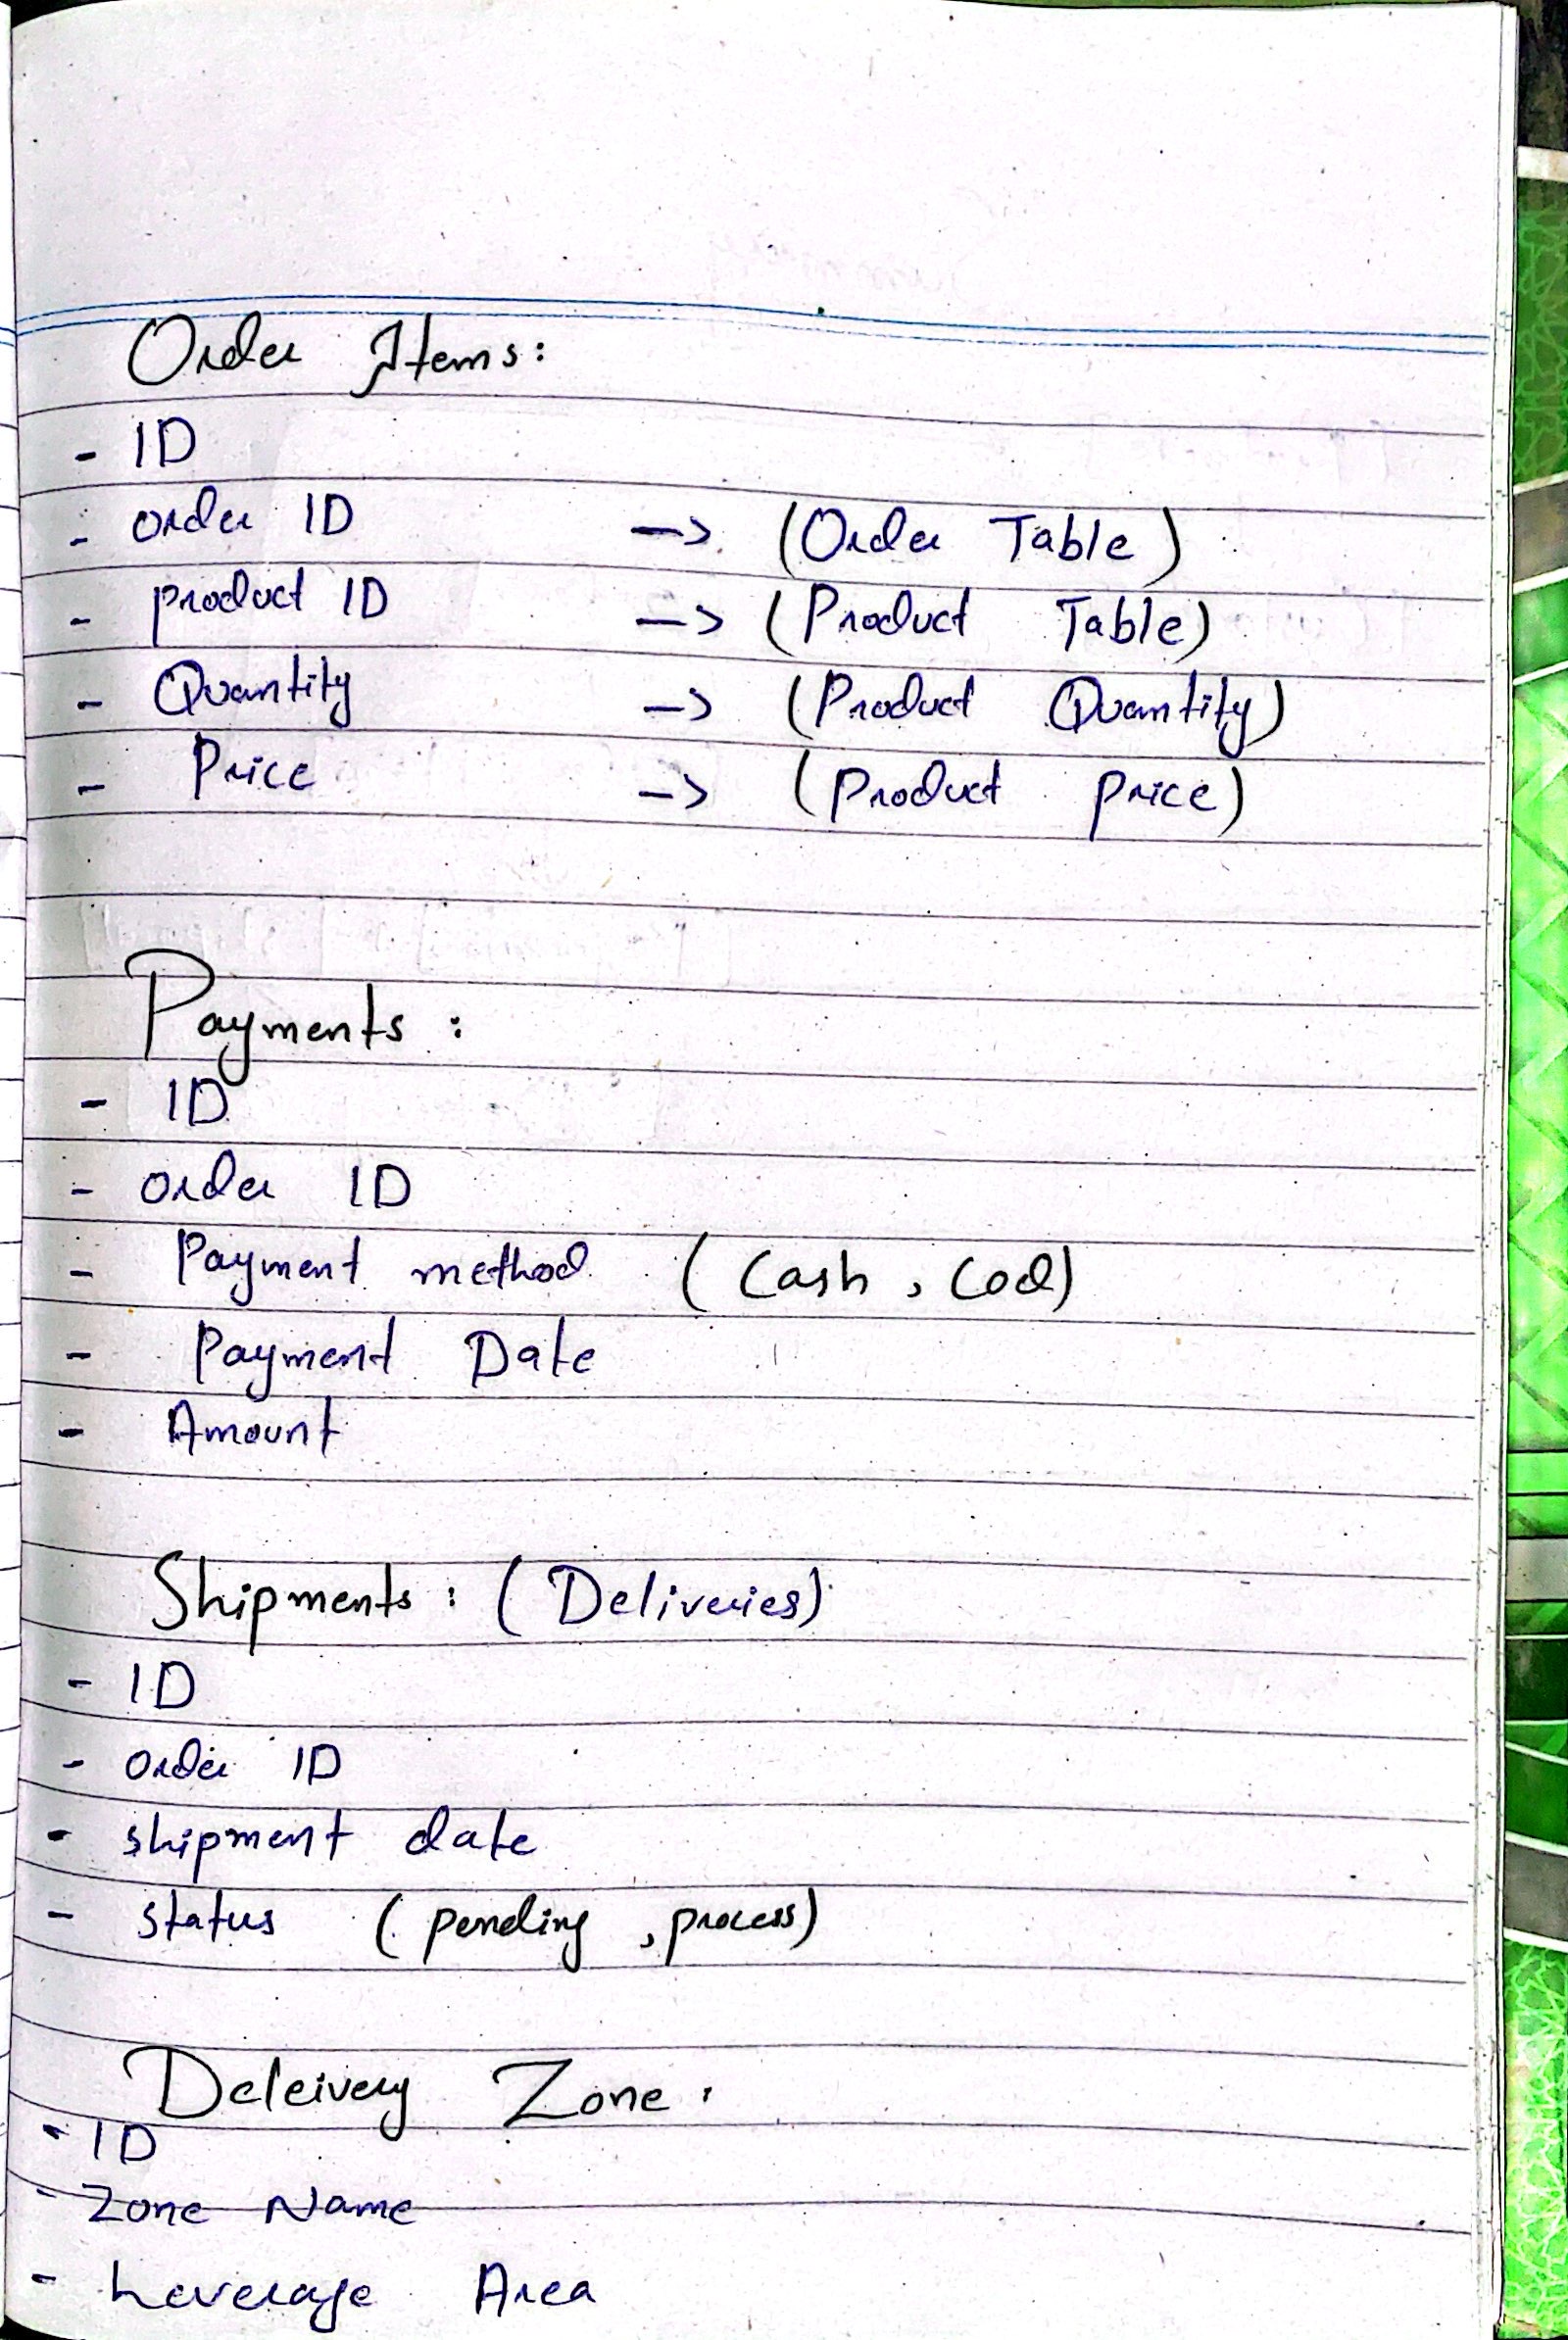 Order Items:
- ID
- order ID -> (Order Table)
- product ID -> (Product Table)
- Quantity -> (Product Quantity)
- Price -> (Product price)
Payments :
- ID
- order ID
- Payment method ( Cash , Cod)
- Payment Date
- Amount
Shipments : ( Deliveries)
- ID
- order ID
- shipment date
- status ( pending , process)
Deleivery Zone :
- ID
- Zone Name
- Area